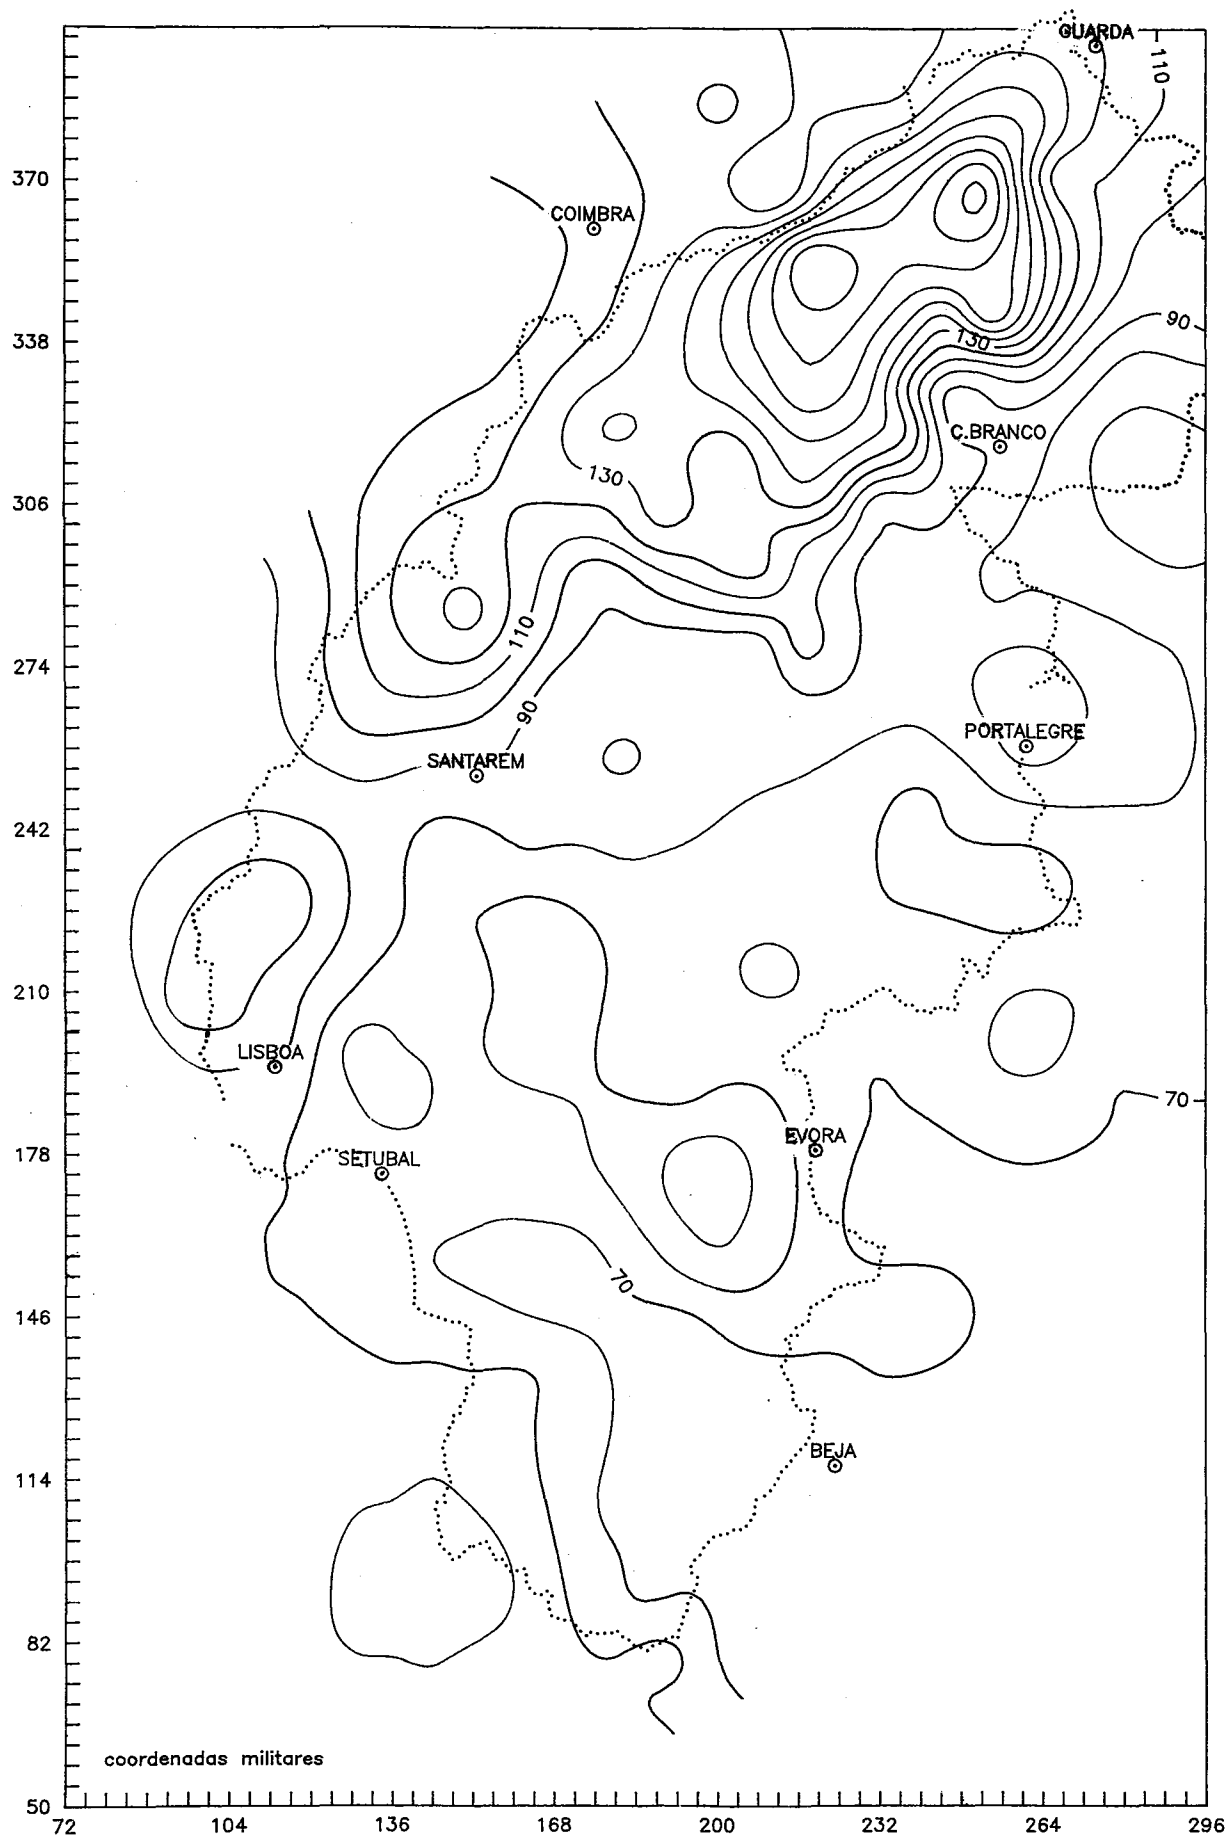 GUARDA
110
370
COIMBRA
338
90
130
C.BRANCO
130
306
110
274
90
PORTALEGRE
SANTAREM
242
210
LISBOA
70
EVORA
178
SETUBAL
70
146
BEJA
114
82
coordenadas militares
50
72 104 136 168 200 232 264 296